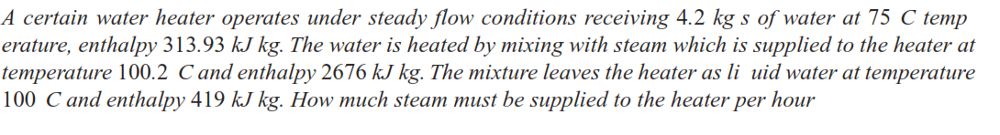 A certain water heater operates under steady flow conditions receiving 4.2 kg s of water at 75 C temp
erature, enthalpy 313.93 kJ kg. The water is heated by mixing with steam which is supplied to the heater at
temperature 100.2 C and enthalpy 2676 kJ kg. The mixture leaves the heater as li uid water at temperature
100 C and enthalpy 419 kJ kg. How much steam must be supplied to the heater per hour